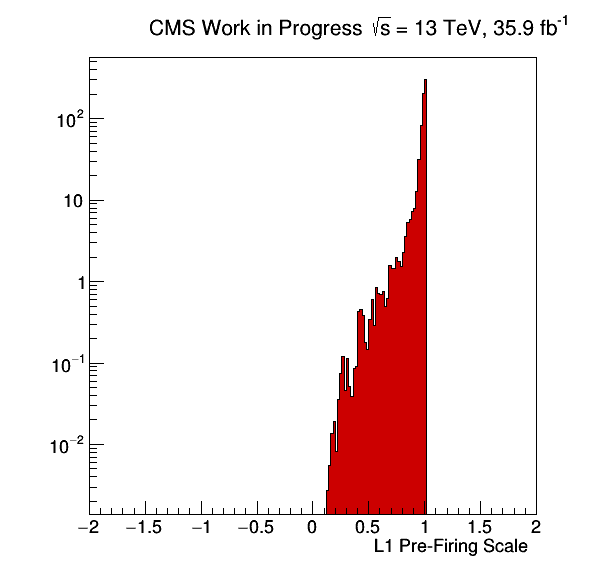 CMS Work in Progress √s = 13 TeV, 35.9 fb⁻¹
10²
10
1
10⁻¹
10⁻²
−2 −1.5 −1 −0.5 0 0.5 1 1.5 2
L1 Pre-Firing Scale